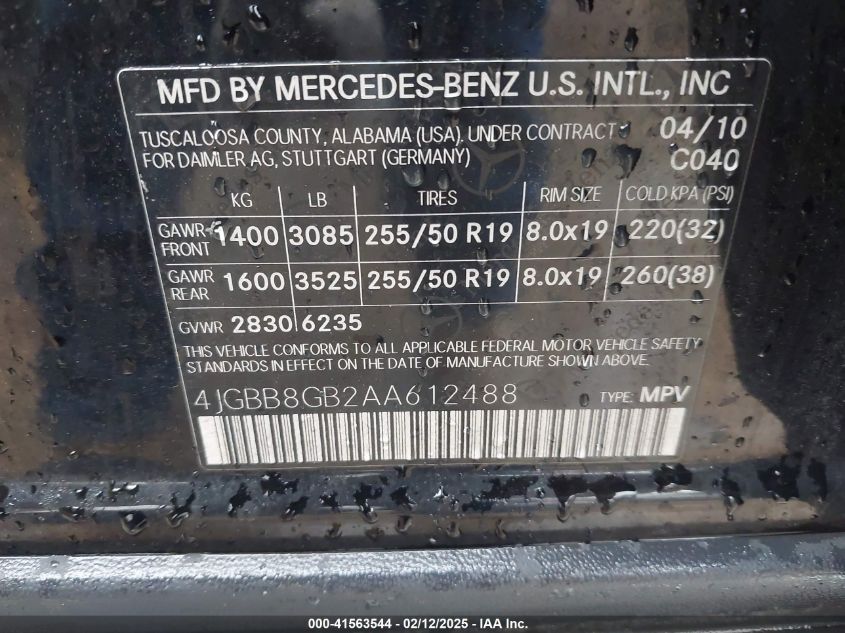 MFD BY MERCEDES-BENZ U.S. INTL., INC
TUSCALOOSA COUNTY, ALABAMA (USA). UNDER CONTRACT 04/10
FOR DAIMLER AG, STUTTGART (GERMANY) C040
KG LB TIRES RIM SIZE COLD KPA (PSI)
GAWR FRONT 1400 3085 255/50 R19 8.0x19 220(32)
GAWR REAR 1600 3525 255/50 R19 8.0x19 260(38)
GVWR 2830 6235
THIS VEHICLE CONFORMS TO ALL APPLICABLE FEDERAL MOTOR VEHICLE SAFETY
STANDARDS IN EFFECT ON THE DATE OF MANUFACTURE SHOWN ABOVE.
4JGBB8GB2AA612488 TYPE: MPV
000-41563544 - 02/12/2025 - IAA Inc.